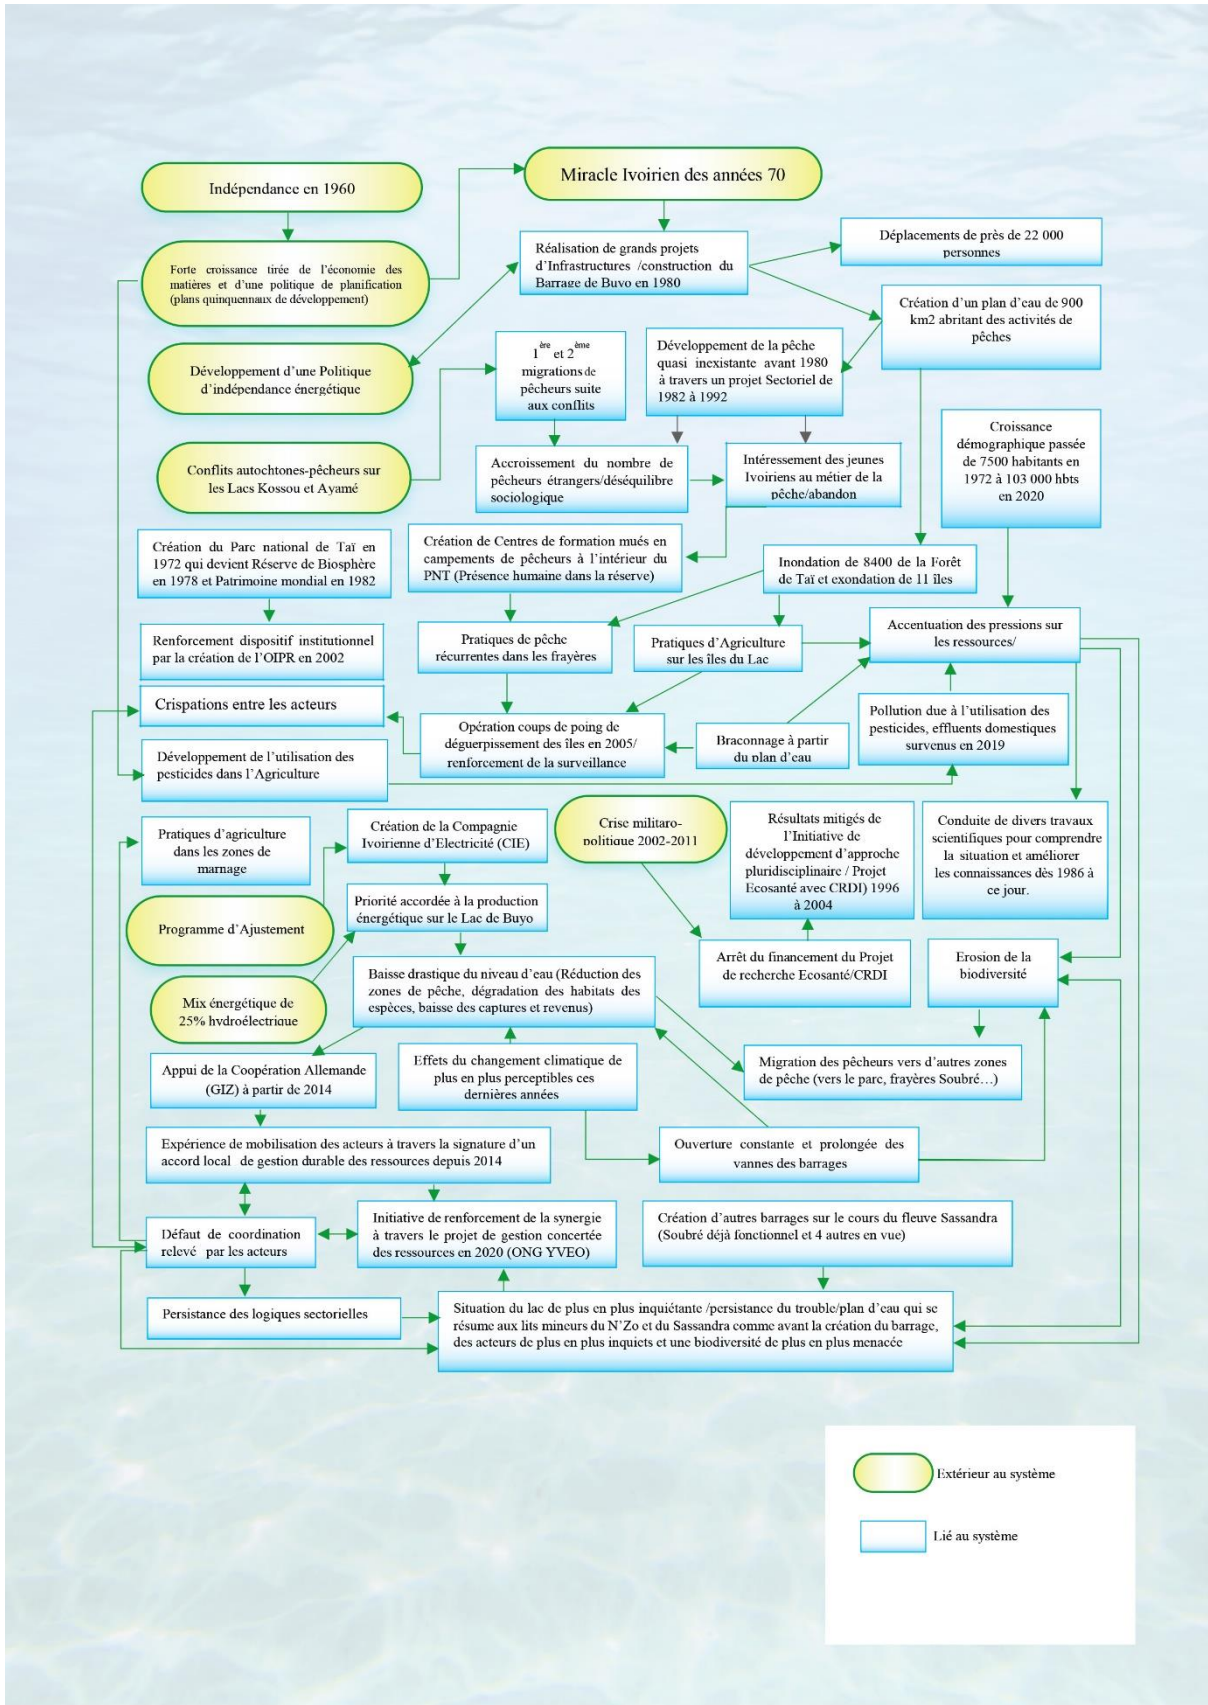 Indépendance en 1960
Miracle Ivoirien des années 70
Forte croissance tirée de l'économie des
matières et d'une politique de planification
(plans quinquennaux de développement)
Réalisation de grands projets
d'Infrastructures /construction du
Barrage de Buyo en 1980
Déplacements de près de 22 000
personnes
Création d'un plan d'eau de 900
km2 abritant des activités de
pêches
Développement d'une Politique
d'indépendance énergétique
1ère et 2ème
migrations de
pêcheurs suite
aux conflits
Développement de la pêche
quasi inexistante avant 1980
à travers un projet Sectoriel de
1982 à 1992
Croissance
démographique passée
de 7500 habitants en
1972 à 103 000 hbts
en 2020
Conflits autochtones-pêcheurs sur
les Lacs Kossou et Ayamé
Accroissement du nombre de
pêcheurs étrangers/déséquilibre
sociologique
Intéressement des jeunes
Ivoiriens au métier de la
pêche/abandon
Création du Parc national de Taï en
1972 qui devient Réserve de Biosphère
en 1978 et Patrimoine mondial en 1982
Création de Centres de formation mués en
campements de pêcheurs à l'intérieur du
PNT (Présence humaine dans la réserve)
Inondation de 8400 de la Forêt
de Taï et exondation de 11 îles
Renforcement dispositif institutionnel
par la création de l'OIPR en 2002
Pratiques de pêche
récurrentes dans les frayères
Pratiques d'Agriculture
sur les îles du Lac
Accentuation des pressions sur
les ressources/
Crispations entre les acteurs
Opération coups de poing de
déguerpissement des îles en 2005/
renforcement de la surveillance
Braconnage à partir
du plan d'eau
Pollution due à l'utilisation des
pesticides, effluents domestiques
survenus en 2019
Développement de l'utilisation des
pesticides dans l'Agriculture
Pratiques d'agriculture
dans les zones de
marnage
Création de la Compagnie
Ivoirienne d'Electricité (CIE)
Crise militaro-
politique 2002-2011
Résultats mitigés de
l'Initiative de
développement d'approche
pluridisciplinaire / Projet
Ecosanté avec CRDI) 1996
à 2004
Conduite de divers travaux
scientifiques pour comprendre
la situation et améliorer
les connaissances dès 1986 à
ce jour.
Programme d'Ajustement
Priorité accordée à la production
énergétique sur le Lac de Buyo
Mix énergétique de
25% hydroélectrique
Baisse drastique du niveau d'eau (Réduction des
zones de pêche, dégradation des habitats des
espèces, baisse des captures et revenus)
Arrêt du financement du Projet
de recherche Ecosanté/CRDI
Erosion de la
biodiversité
Appui de la Coopération Allemande
(GIZ) à partir de 2014
Effets du changement climatique de
plus en plus perceptibles ces
dernières années
Migration des pêcheurs vers d'autres zones
de pêche (vers le parc, frayères Soubré…)
Expérience de mobilisation des acteurs à travers la signature d'un
accord local de gestion durable des ressources depuis 2014
Ouverture constante et prolongée des
vannes des barrages
Défaut de coordination
relevé par les acteurs
Initiative de renforcement de la synergie
à travers le projet de gestion concertée
des ressources en 2020 (ONG YVEO)
Création d'autres barrages sur le cours du fleuve Sassandra
(Soubré déjà fonctionnel et 4 autres en vue)
Persistance des logiques sectorielles
Situation du lac de plus en plus inquiétante /persistance du trouble/plan d'eau qui se
résume aux lits mineurs du N'Zo et du Sassandra comme avant la création du barrage,
des acteurs de plus en plus inquiets et une biodiversité de plus en plus menacée
Extérieur au système
Lié au système